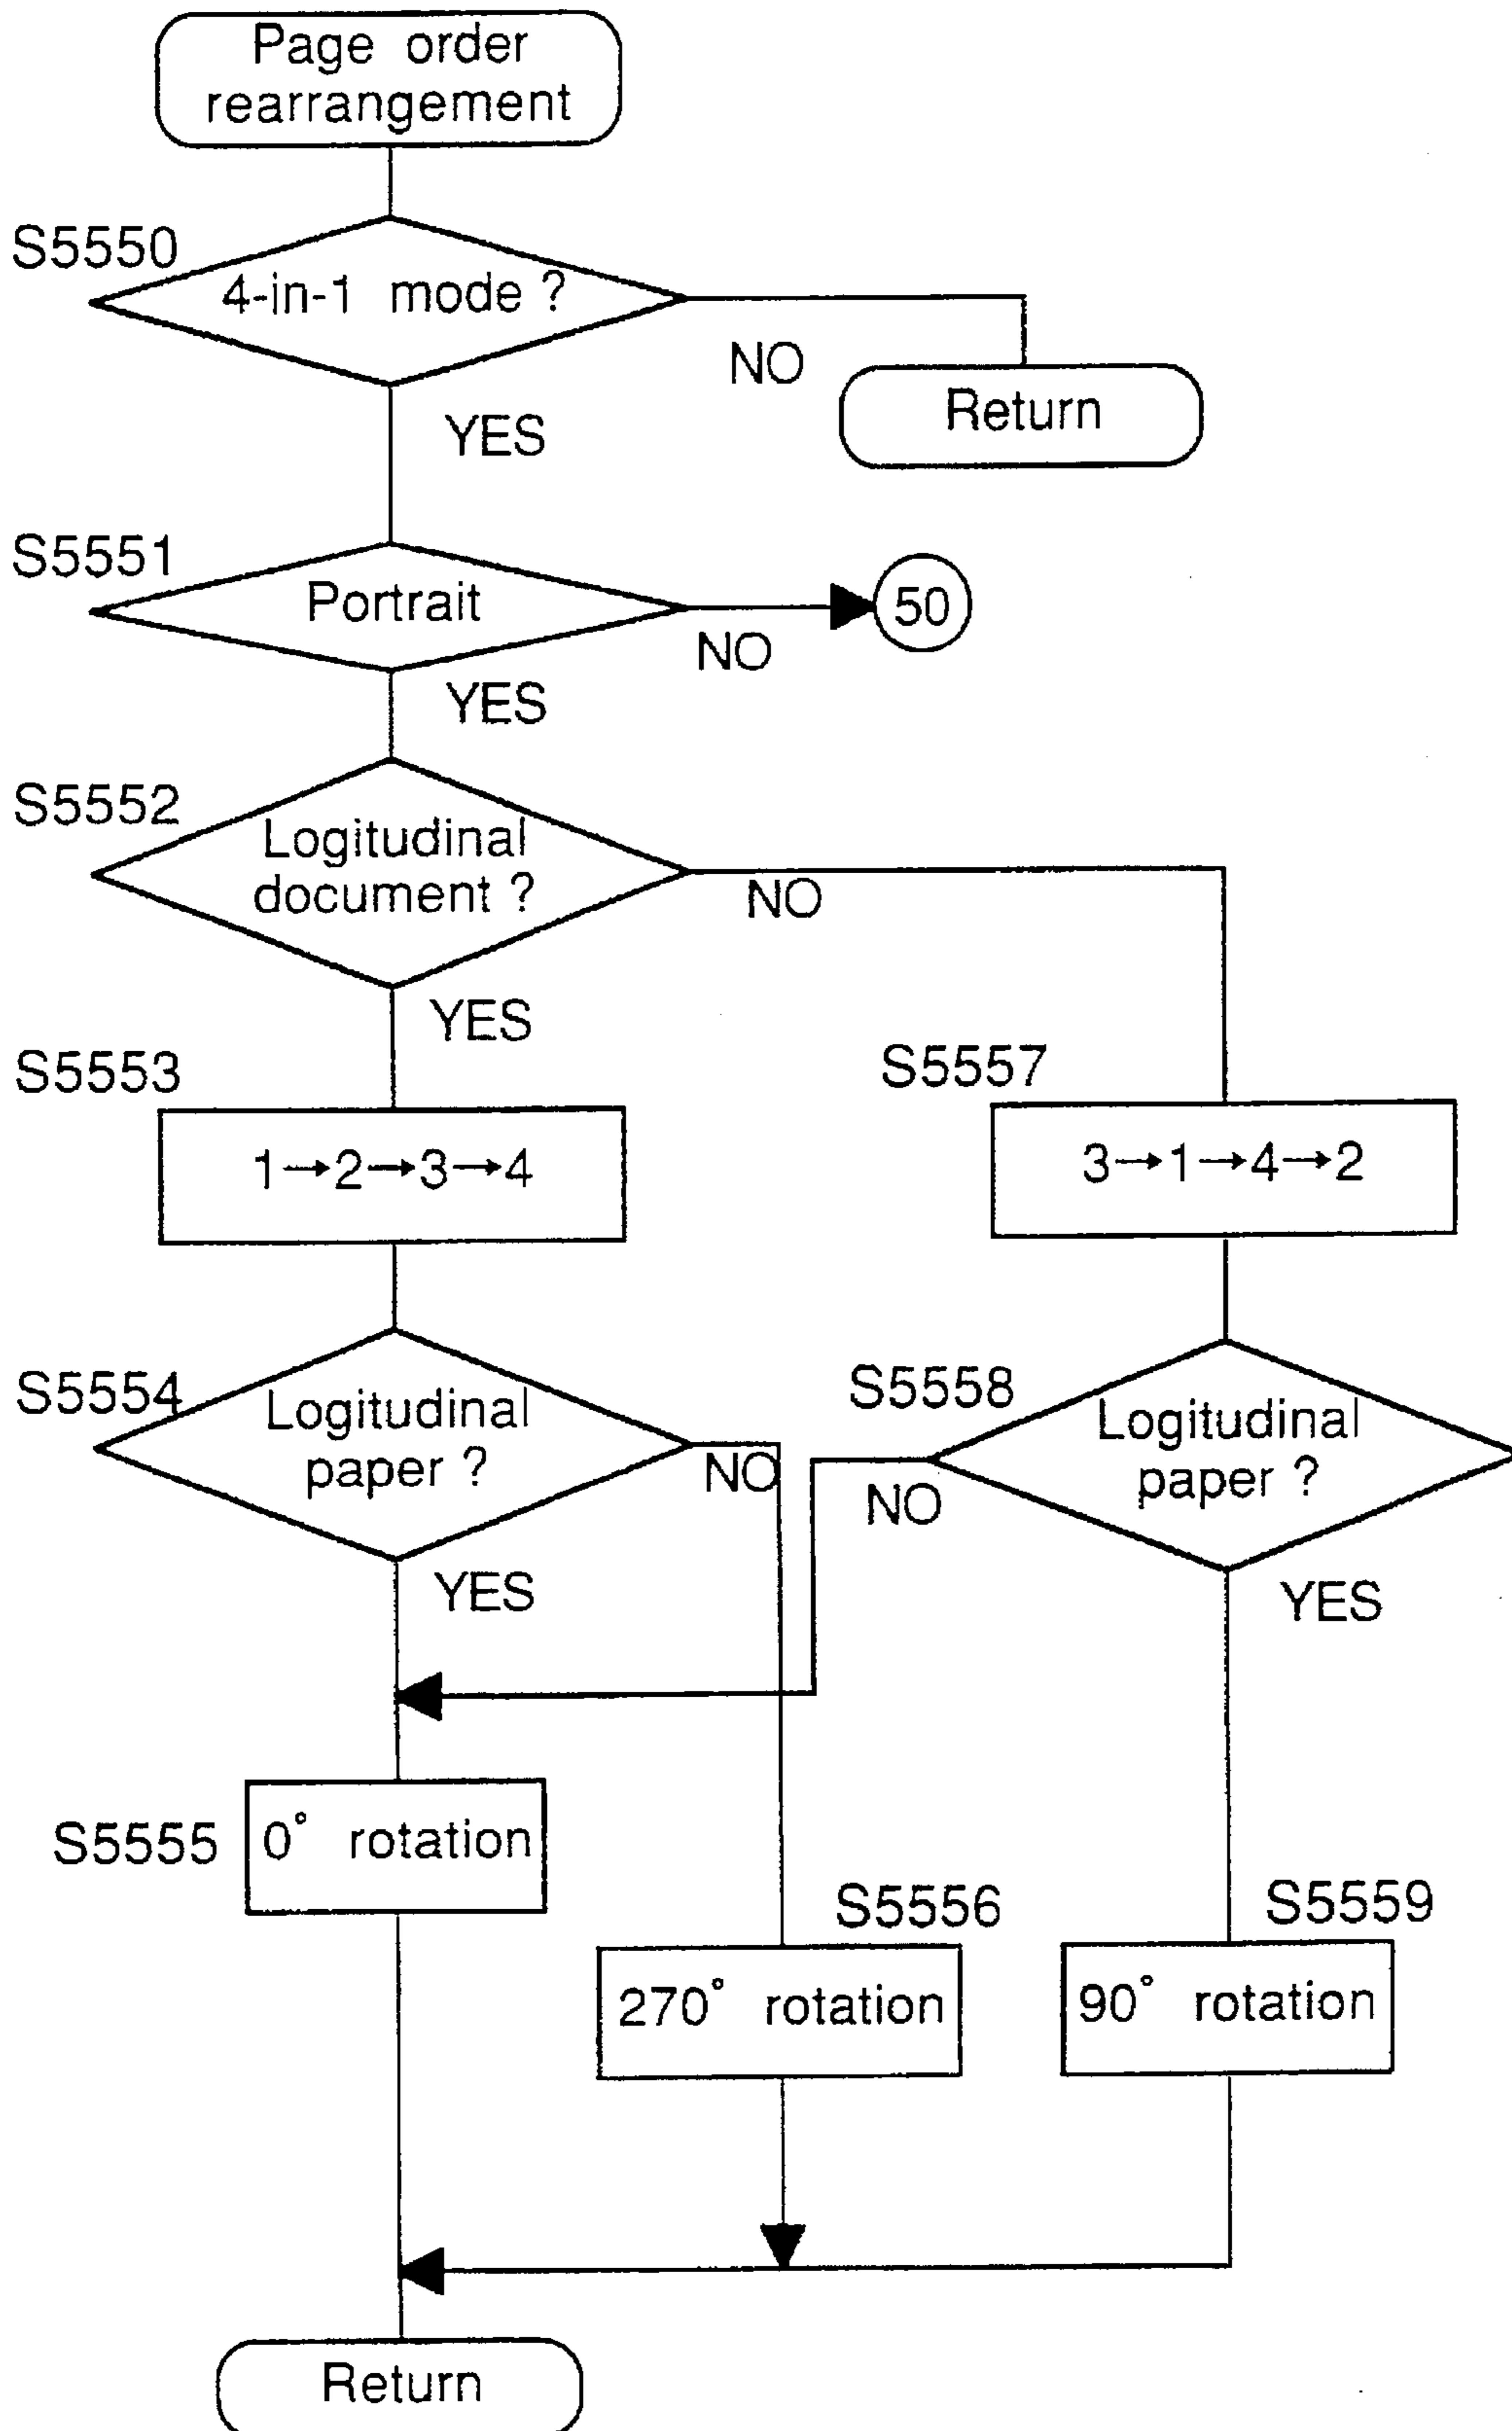 Page order
rearrangement
S5550
4-in-1 mode ?
NO
Return
YES
S5551
Portrait
50
NO
YES
S5552
Logitudinal
document ?
NO
YES
S5553
1→2→3→4
S5557
3→1→4→2
S5554
Logitudinal
paper ?
NO
YES
S5558
Logitudinal
paper ?
NO
YES
S5555
0° rotation
S5556
270° rotation
S5559
90° rotation
Return